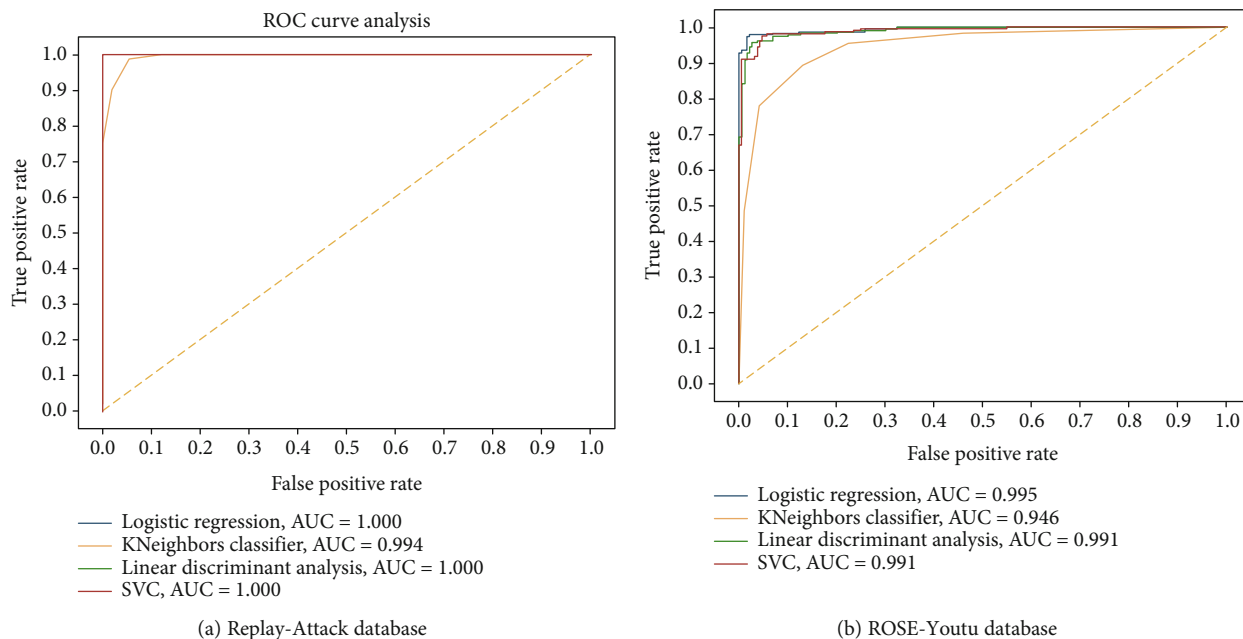 ROC curve analysis
True positive rate
1.0
0.9
0.8
0.7
0.6
0.5
0.4
0.3
0.2
0.1
0.0
0.0 0.1 0.2 0.3 0.4 0.5 0.6 0.7 0.8 0.9 1.0
False positive rate
Logistic regression, AUC = 1.000
KNeighbors classifier, AUC = 0.994
Linear discriminant analysis, AUC = 1.000
SVC, AUC = 1.000
(a) Replay-Attack database
True positive rate
1.0
0.9
0.8
0.7
0.6
0.5
0.4
0.3
0.2
0.1
0.0
0.0 0.1 0.2 0.3 0.4 0.5 0.6 0.7 0.8 0.9 1.0
False positive rate
Logistic regression, AUC = 0.995
KNeighbors classifier, AUC = 0.946
Linear discriminant analysis, AUC = 0.991
SVC, AUC = 0.991
(b) ROSE-Youtu database